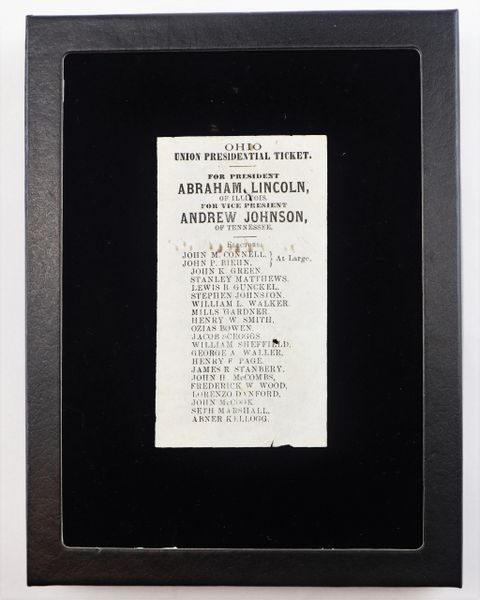 OHIO
UNION PRESIDENTIAL TICKET.
FOR PRESIDENT
ABRAHAM LINCOLN,
OF ILLINOIS.
FOR VICE PRESIENT
ANDREW JOHNSON,
OF TENNESSEE.
Electors:
JOHN M. CONNELL, } At Large.
JOHN P. BIEHN,
JOHN K. GREEN,
STANLEY MATTHEWS,
LEWIS B. GUNCKEL,
STEPHEN JOHNSTON,
WILLIAM L. WALKER,
MILLS GARDNER,
HENRY W. SMITH,
OZIAS BOWEN,
JACOB SCROGGS,
WILLIAM SHEFFIELD,
GEORGE A. WALLER,
HENRY F. PAGE,
JAMES R. STANBERY,
JOHN H. McCOMBS,
FREDERICK W. WOOD,
LORENZO DANFORD,
JOHN McCOOK,
SETH MARSHALL,
ABNER KELLOGG,